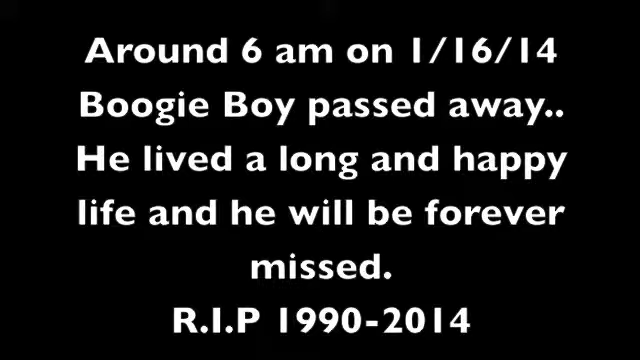 Around 6 am on 1/16/14
Boogie Boy passed away..
He lived a long and happy
life and he will be forever
missed.
R.I.P 1990-2014